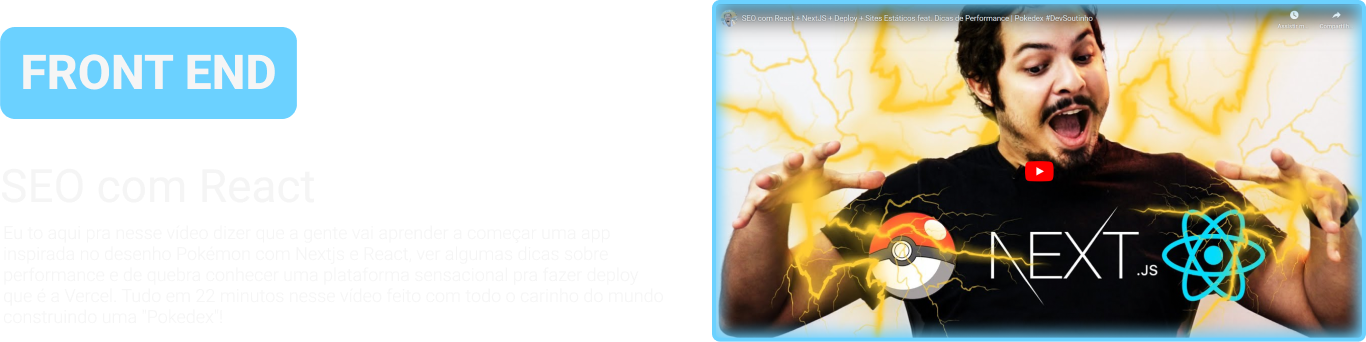 FRONT END
SEO com React
Eu to aqui pra nesse vídeo dizer que a gente vai aprender a começar uma app
inspirada no desenho Pokémon com Nextjs e React, ver algumas dicas sobre
performance e de quebra conhecer uma plataforma sensacional pra fazer deploy
que é a Vercel. Tudo em 22 minutos nesse vídeo feito com todo o carinho do mundo
construindo uma "Pokedex"!
SEO com React + NextJS + Deploy + Sites Estáticos feat. Dicas de Performance | Pokedex #DevSoutinho
NEXT.JS